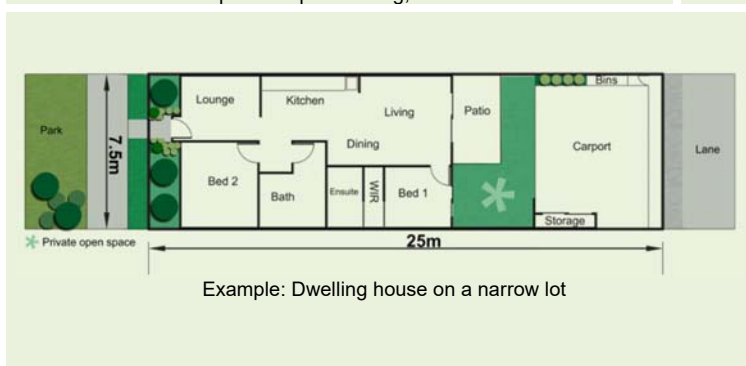 Park
7.5m
Lounge
Kitchen
Living
Patio
Bins
Dining
Carport
Lane
Bed 2
Bath
Ensuite
WIR
Bed 1
Storage
Private open space
25m
Example: Dwelling house on a narrow lot